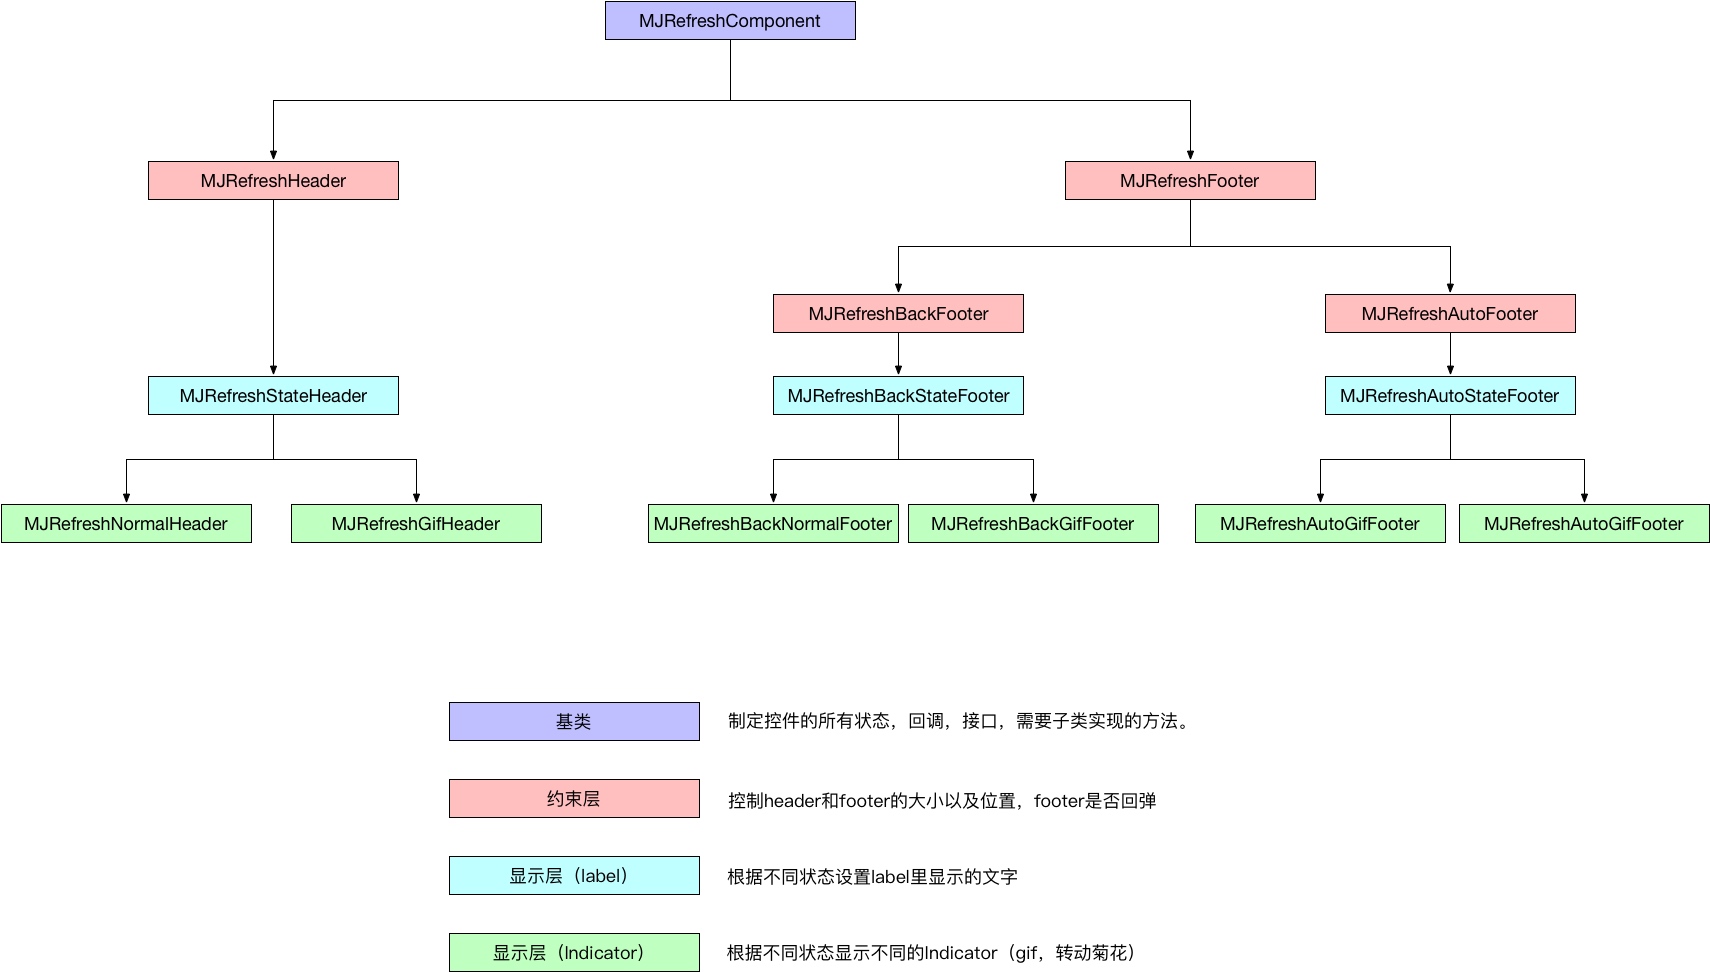 MJRefreshComponent
MJRefreshHeader
MJRefreshFooter
MJRefreshBackFooter
MJRefreshAutoFooter
MJRefreshStateHeader
MJRefreshBackStateFooter
MJRefreshAutoStateFooter
MJRefreshNormalHeader
MJRefreshGifHeader
MJRefreshBackNormalFooter
MJRefreshBackGifFooter
MJRefreshAutoGifFooter
MJRefreshAutoGifFooter
基类
制定控件的所有状态，回调，接口，需要子类实现的方法。
约束层
控制header和footer的大小以及位置，footer是否回弹
显示层（label）
根据不同状态设置label里显示的文字
显示层（Indicator）
根据不同状态显示不同的Indicator（gif，转动菊花）